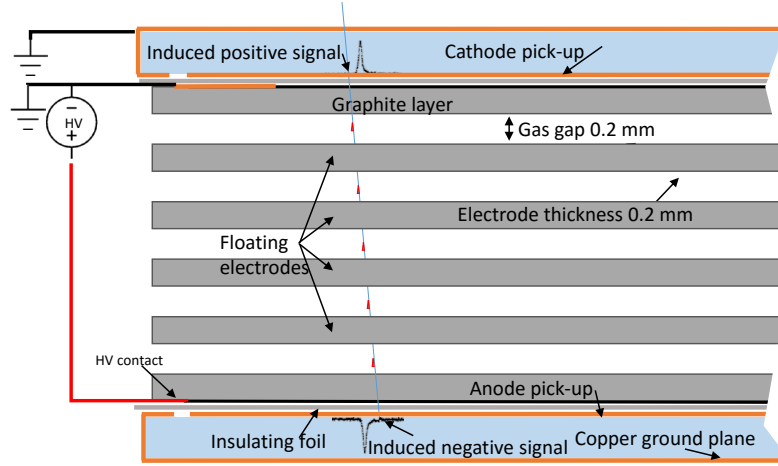 Induced positive signal
Cathode pick-up
Graphite layer
−
HV
+
Gas gap 0.2 mm
Electrode thickness 0.2 mm
Floating
electrodes
HV contact
Anode pick-up
Insulating foil
Induced negative signal
Copper ground plane